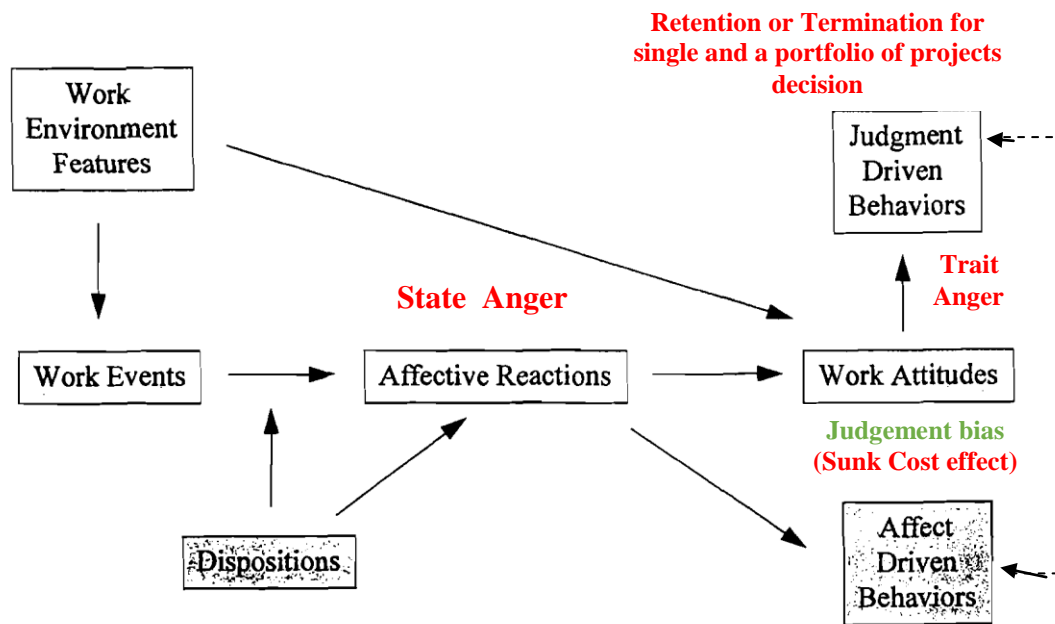 Retention or Termination for
single and a portfolio of projects
decision
Work
Environment
Features
Judgment
Driven
Behaviors
Trait
Anger
State Anger
Work Events
Affective Reactions
Work Attitudes
Judgement bias
(Sunk Cost effect)
Dispositions
Affect
Driven
Behaviors